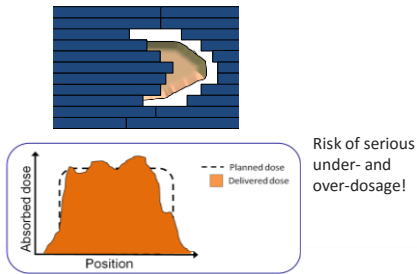 Risk of serious
under- and
over-dosage!
Planned dose
Delivered dose
Absorbed dose
Position